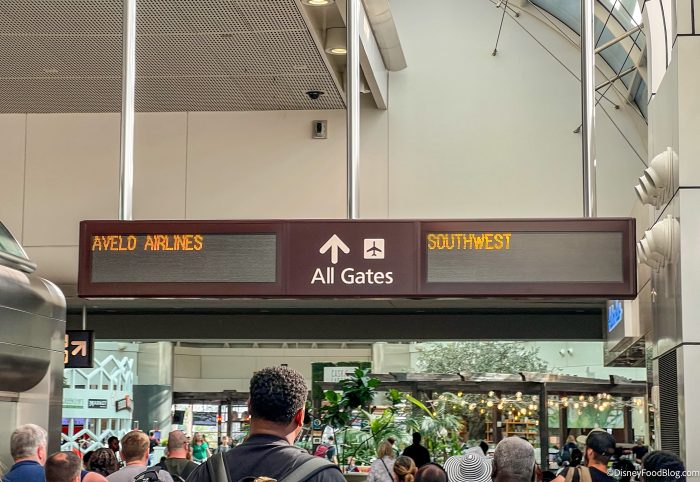 AVELO AIRLINES
All Gates
SOUTHWEST
©DisneyFoodBlog.com